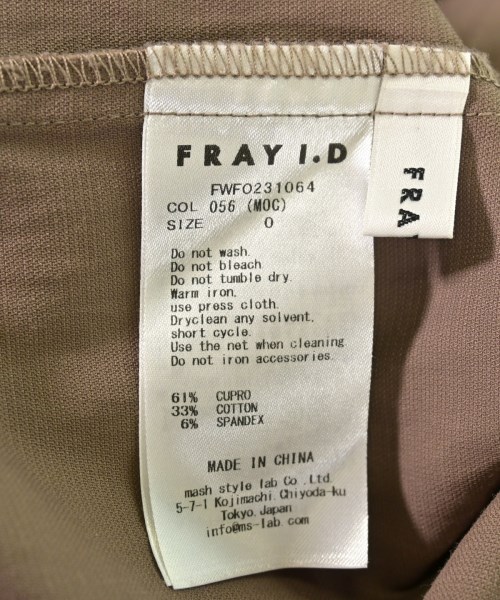 FRAY I.D
FWFO231064
COL 056 (MOC)
SIZE 0
Do not wash.
Do not bleach
Do not tumble dry.
Warm iron,
use press cloth.
Dryclean any solvent,
short cycle.
Use the net when cleaning.
Do not iron accessories.
61% CUPRO
33% COTTON
6% SPANDEX
MADE IN CHINA
mash style lab Co.,Ltd.
5-7-1 Kojimachi,Chiyoda-ku
Tokyo,Japan
info@ms-lab.com
FRA